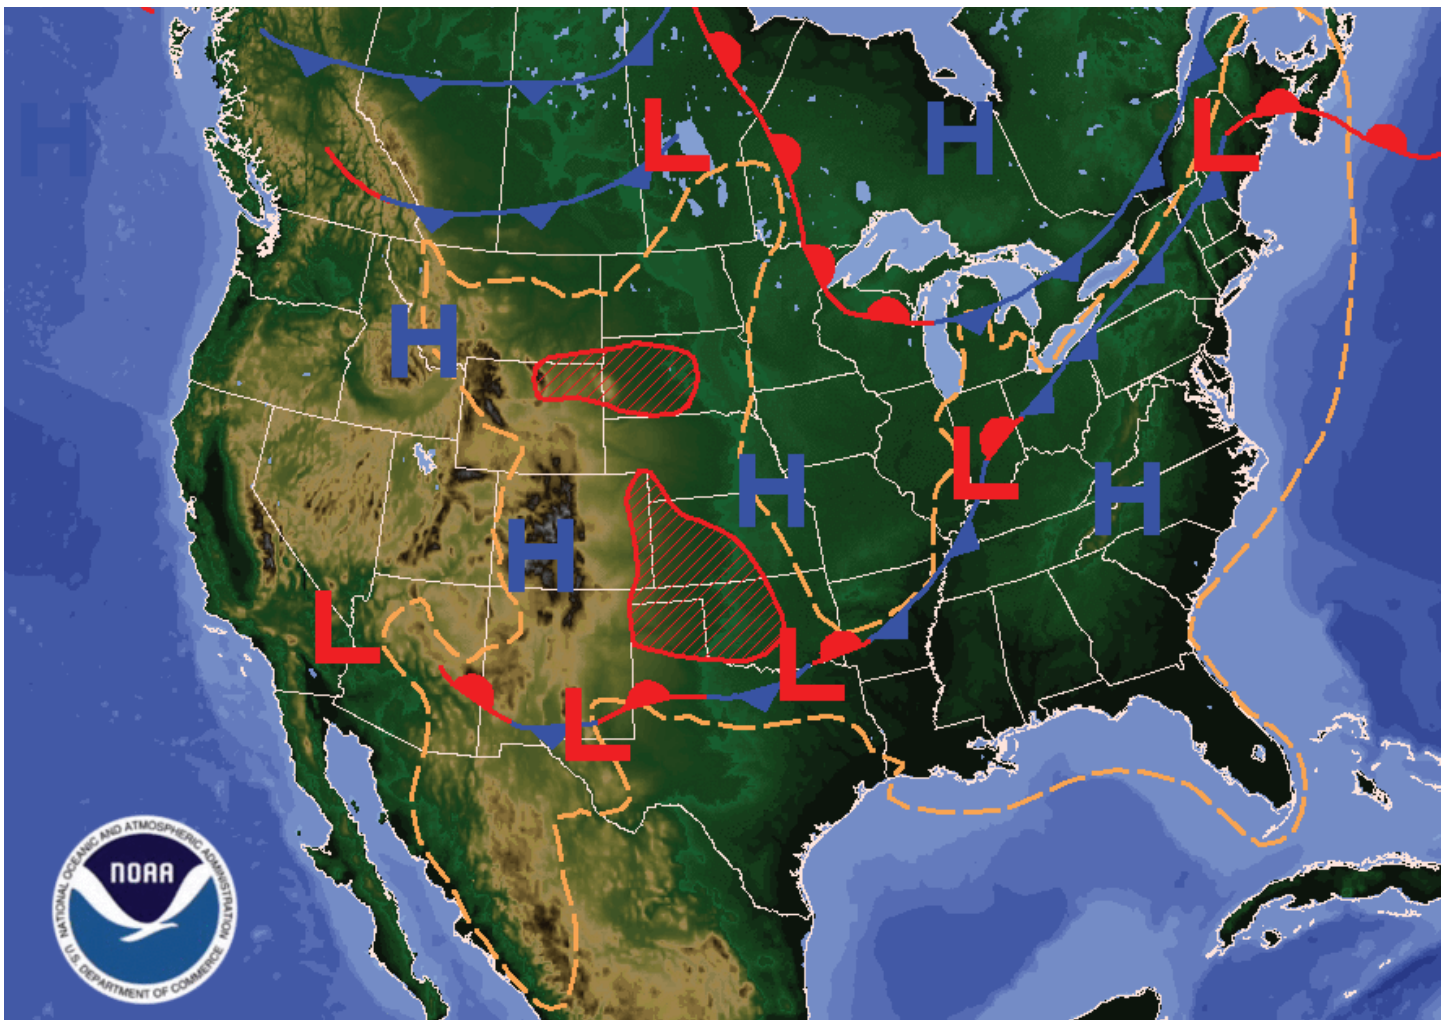 H
L
H
L
H
L
H
H
H
L
L
L
L
NOAA
NATIONAL OCEANIC AND ATMOSPHERIC ADMINISTRATION
U.S. DEPARTMENT OF COMMERCE